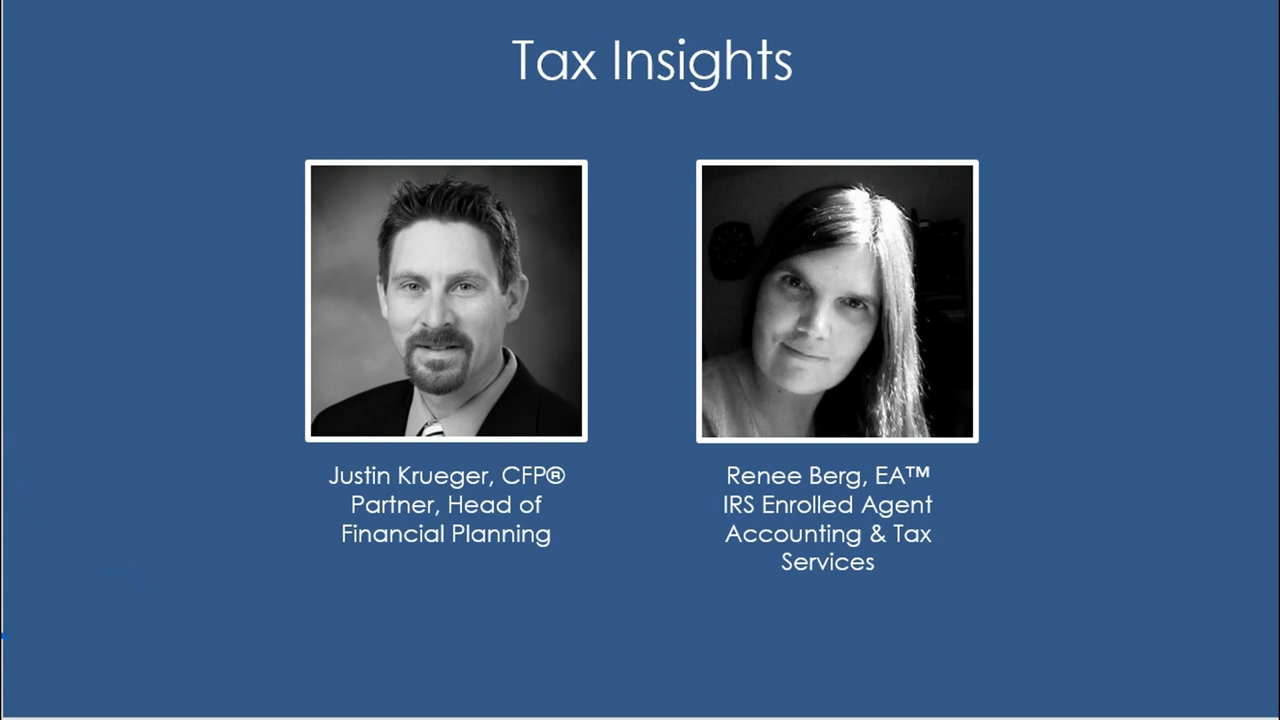 Tax Insights
Justin Krueger, CFP®
Partner, Head of
Financial Planning
Renee Berg, EA™
IRS Enrolled Agent
Accounting & Tax
Services